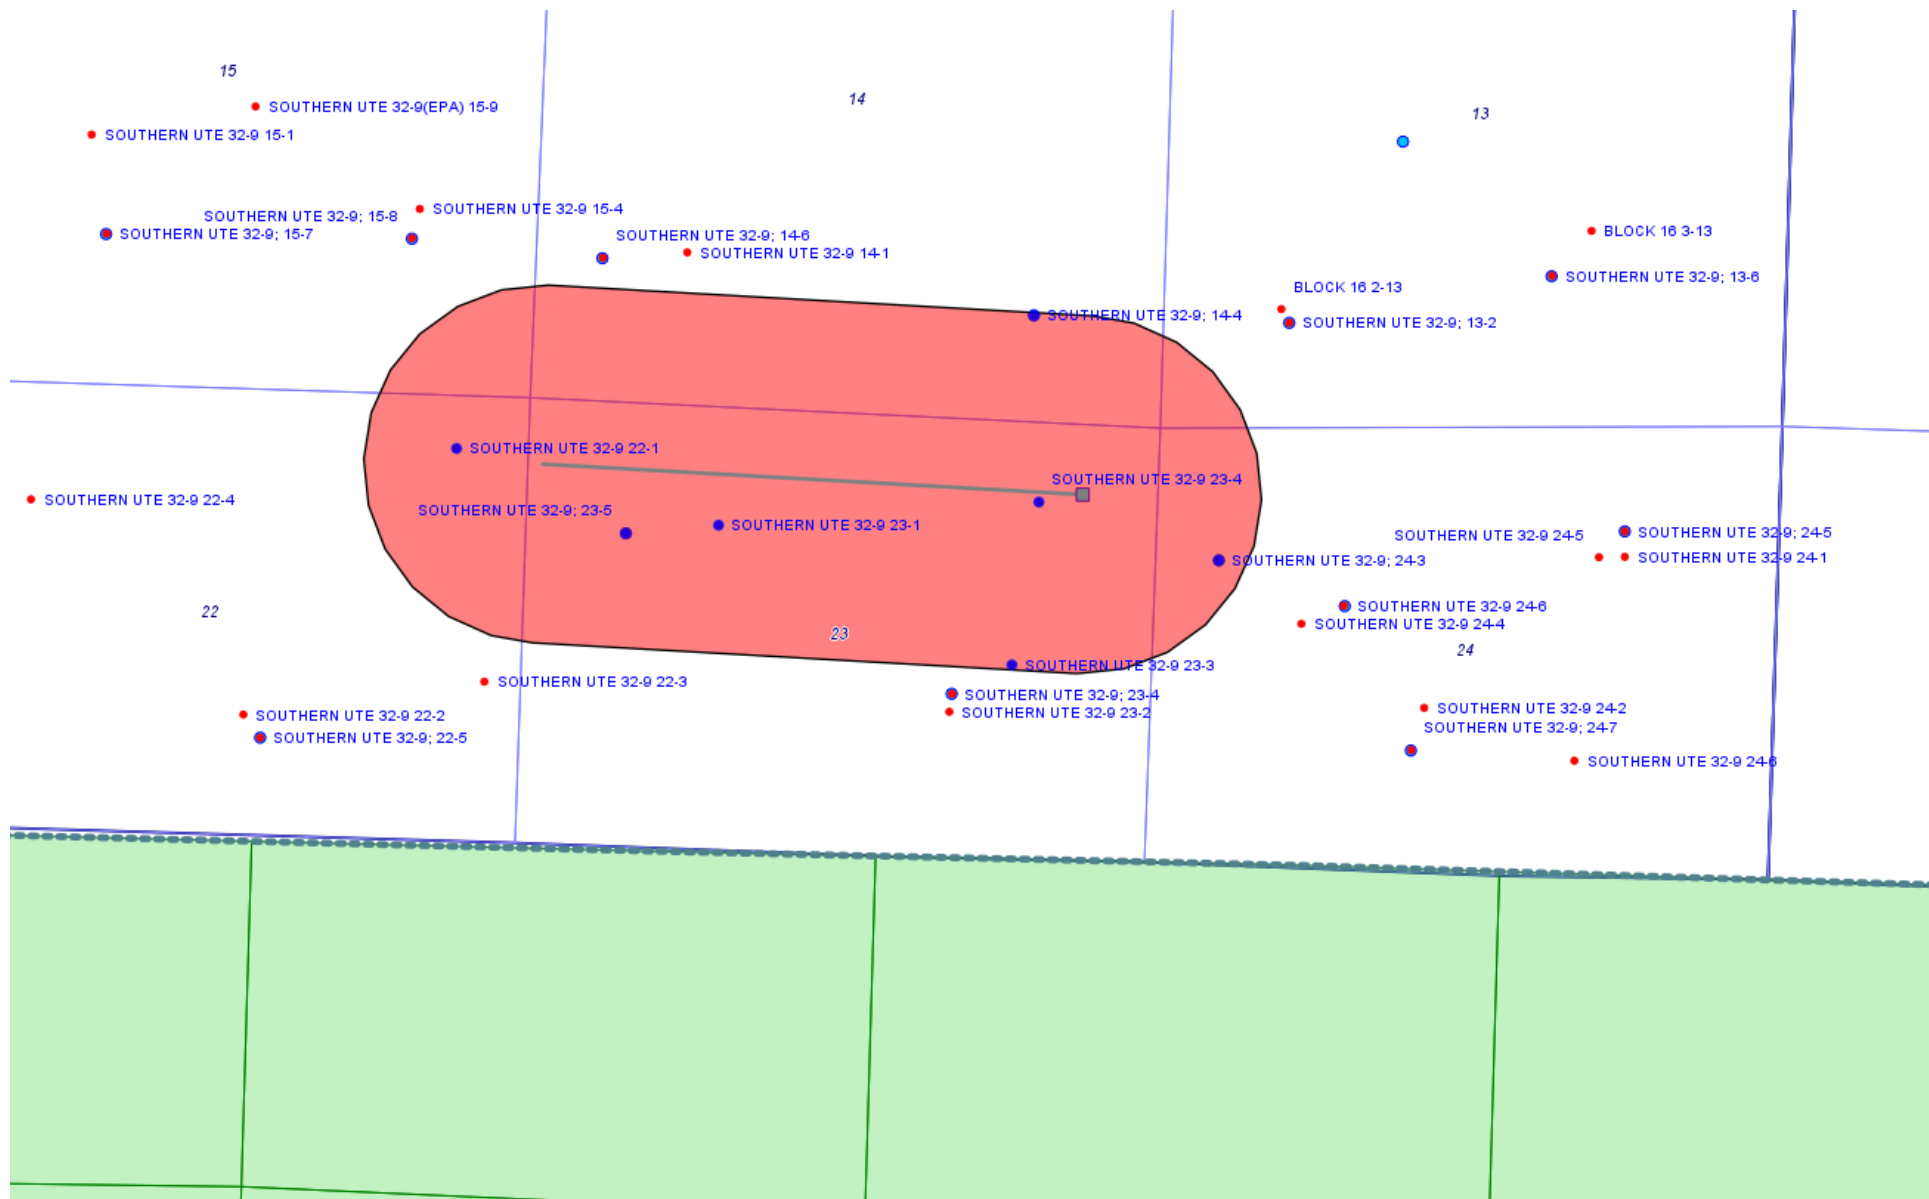 15
14
13
SOUTHERN UTE 32-9(EPA) 15-9
SOUTHERN UTE 32-9 15-1
SOUTHERN UTE 32-9 15-4
SOUTHERN UTE 32-9; 15-8
SOUTHERN UTE 32-9; 15-7
SOUTHERN UTE 32-9; 14-6
SOUTHERN UTE 32-9 14-1
BLOCK 16 3-13
SOUTHERN UTE 32-9; 13-6
BLOCK 16 2-13
SOUTHERN UTE 32-9; 14-4
SOUTHERN UTE 32-9; 13-2
SOUTHERN UTE 32-9 22-1
SOUTHERN UTE 32-9 23-4
SOUTHERN UTE 32-9 22-4
SOUTHERN UTE 32-9; 23-5
SOUTHERN UTE 32-9 23-1
SOUTHERN UTE 32-9 24-5
SOUTHERN UTE 32-9; 24-5
SOUTHERN UTE 32-9; 24-3
SOUTHERN UTE 32-9 24-1
22
SOUTHERN UTE 32-9 24-6
SOUTHERN UTE 32-9 24-4
23
24
SOUTHERN UTE 32-9 23-3
SOUTHERN UTE 32-9 22-3
SOUTHERN UTE 32-9; 23-4
SOUTHERN UTE 32-9 23-2
SOUTHERN UTE 32-9 22-2
SOUTHERN UTE 32-9 24-2
SOUTHERN UTE 32-9; 24-7
SOUTHERN UTE 32-9; 22-5
SOUTHERN UTE 32-9 24-6